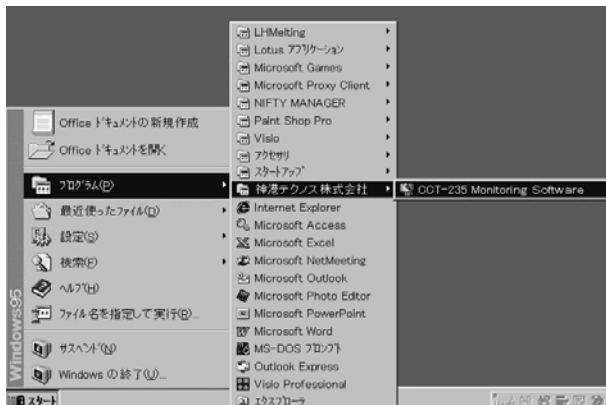 Windows95
Office ﾄﾞｷｭﾒﾝﾄの新規作成
Office ﾄﾞｷｭﾒﾝﾄを開く
ﾌﾟﾛｸﾞﾗﾑ(P)
最近使ったﾌｧｲﾙ(D)
設定(S)
検索(F)
ﾍﾙﾌﾟ(H)
ﾌｧｲﾙ名を指定して実行(R)...
ｻｽﾍﾟﾝﾄﾞ(N)
Windows の終了(U)...
ｽﾀｰﾄ
LHMelting
Lotus ｱﾌﾟﾘｹｰｼｮﾝ
Microsoft Games
Microsoft Proxy Client
NIFTY MANAGER
Paint Shop Pro
Visio
ｱｸｾｻﾘ
ｽﾀｰﾄｱｯﾌﾟ
神港テクノス株式会社
Internet Explorer
Microsoft Access
Microsoft Excel
Microsoft NetMeeting
Microsoft Outlook
Microsoft Photo Editor
Microsoft PowerPoint
Microsoft Word
MS-DOS ﾌﾟﾛﾝﾌﾟﾄ
Outlook Express
Visio Professional
ｴｸｽﾌﾟﾛｰﾗ
CCT-235 Monitoring Software